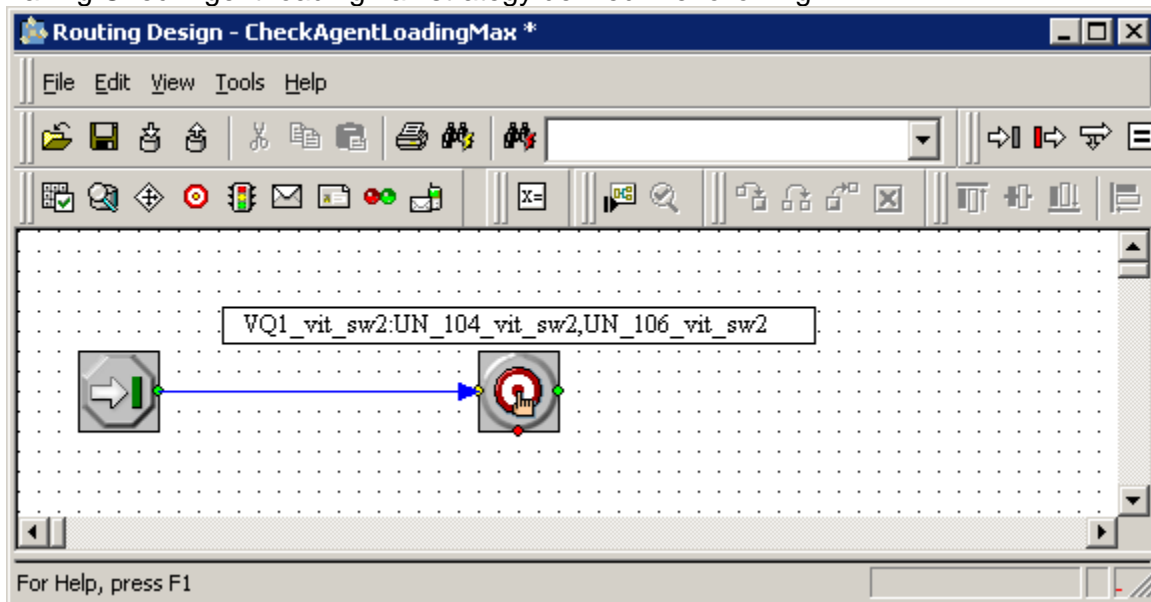 Routing Design - CheckAgentLoadingMax *
File Edit View Tools Help
X=
VQ1_vit_sw2:UN_104_vit_sw2,UN_106_vit_sw2
For Help, press F1